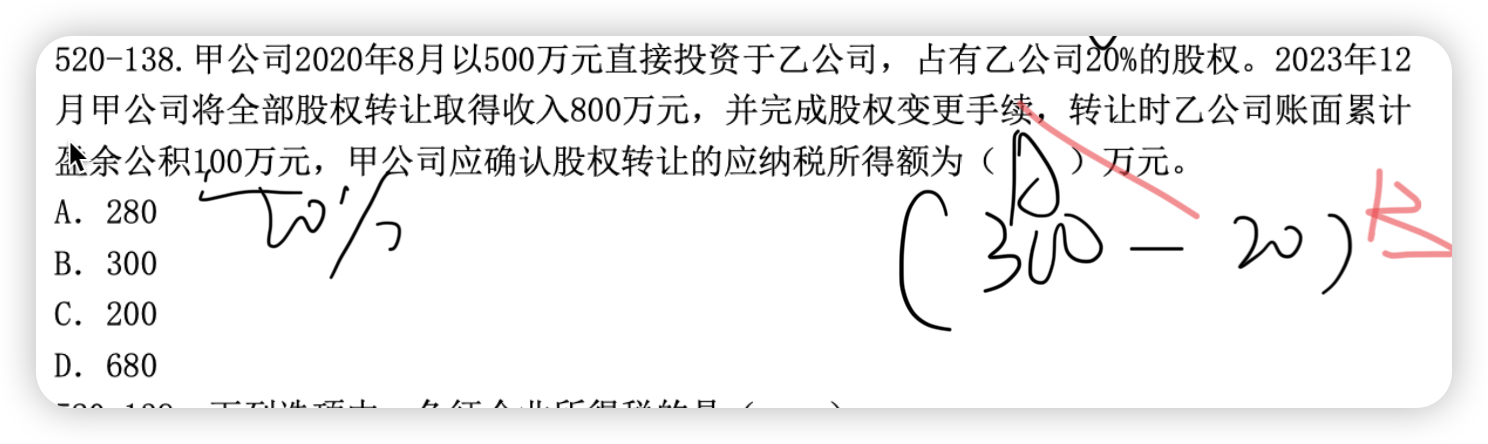 520-138. 甲公司2020年8月以500万元直接投资于乙公司，占有乙公司20%的股权。2023年12
月甲公司将全部股权转让取得收入800万元，并完成股权变更手续，转让时乙公司账面累计
盈余公积100万元，甲公司应确认股权转让的应纳税所得额为（ A ）万元。
20%
A. 280
(300 - 20) B
B. 300
C. 200
D. 680